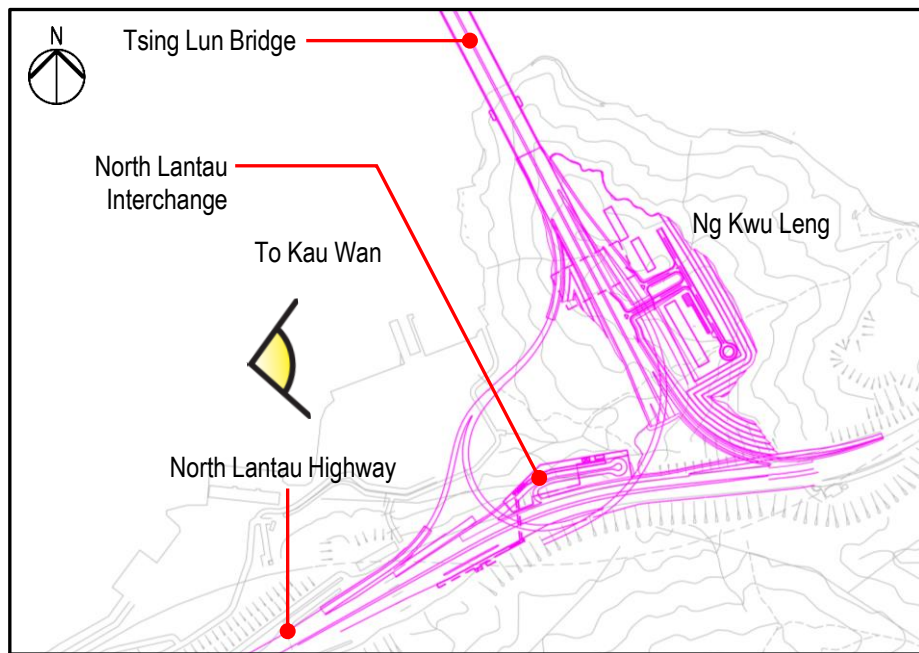 N
Tsing Lun Bridge
North Lantau
Interchange
Ng Kwu Leng
To Kau Wan
North Lantau Highway